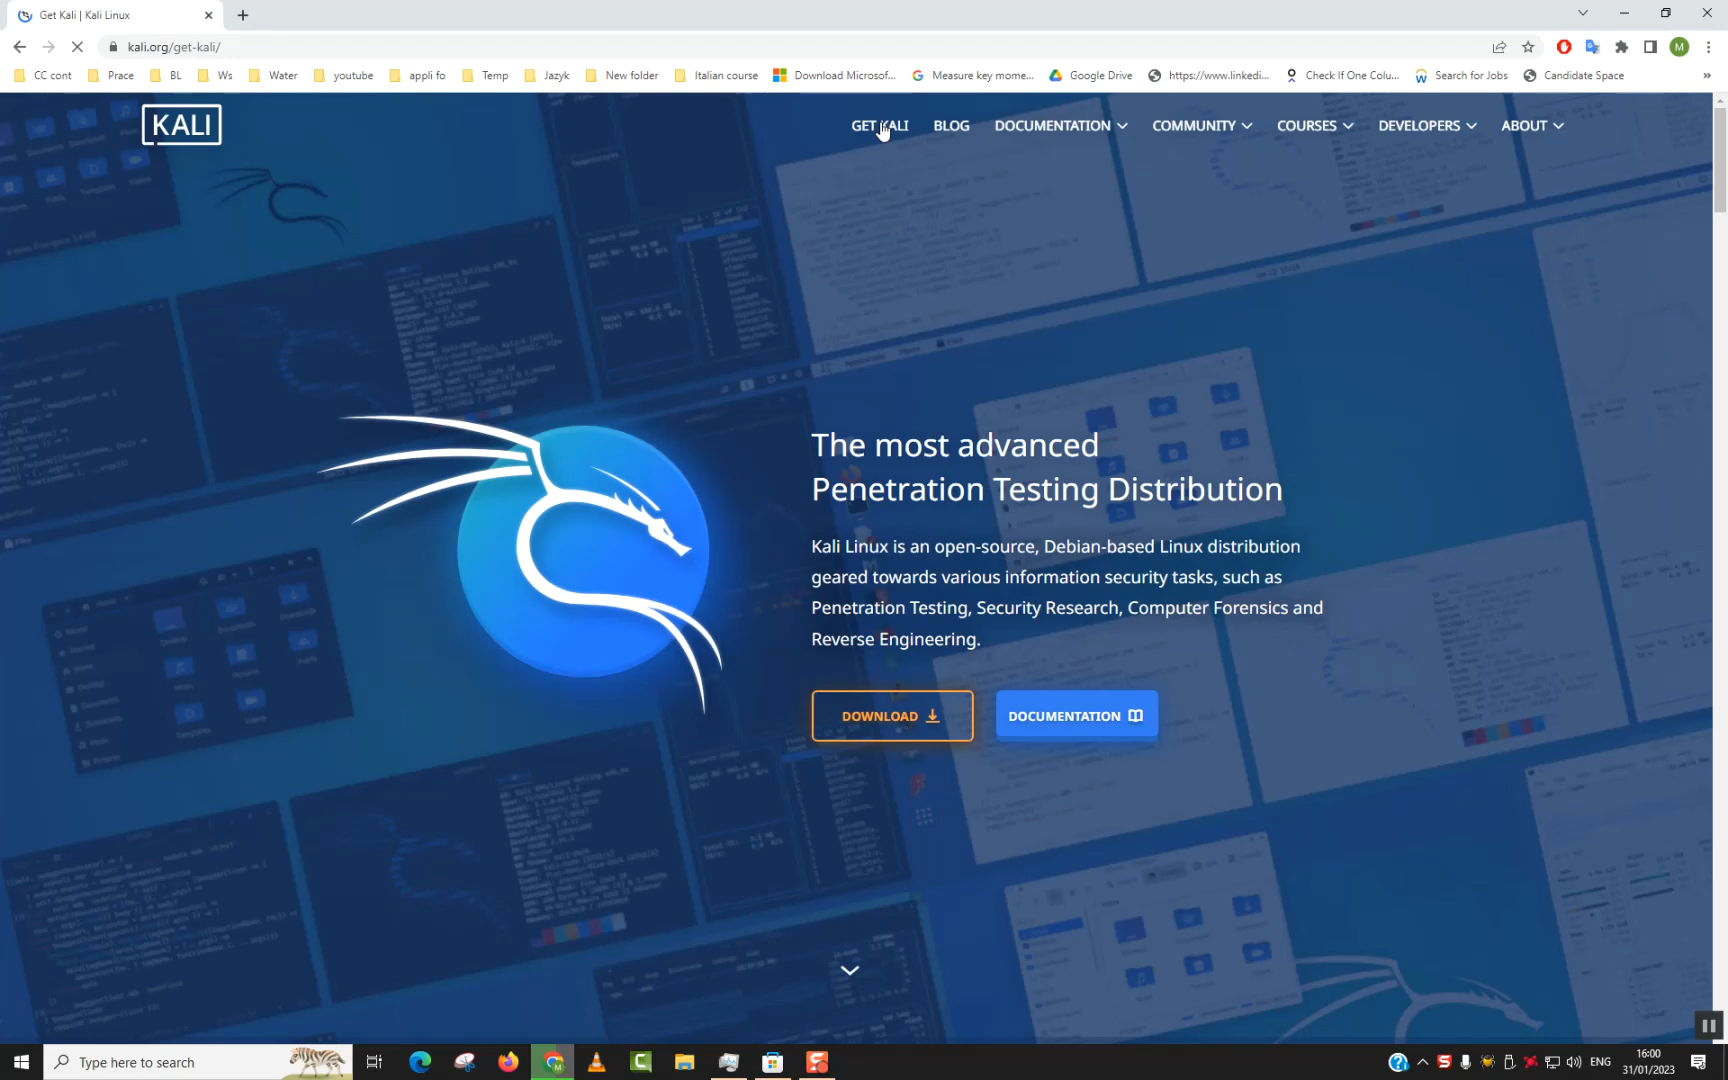 Get Kali | Kali Linux
kali.org/get-kali/
M
CC cont
Prace
BL
Ws
Water
youtube
appli fo
Temp
Jazyk
New folder
Italian course
Download Microsof...
Measure key mome...
Google Drive
https://www.linkedi...
Check If One Colu...
Search for Jobs
Candidate Space
KALI
GET KALI
BLOG
DOCUMENTATION
COMMUNITY
COURSES
DEVELOPERS
ABOUT
The most advanced
Penetration Testing Distribution
Kali Linux is an open-source, Debian-based Linux distribution
geared towards various information security tasks, such as
Penetration Testing, Security Research, Computer Forensics and
Reverse Engineering.
DOWNLOAD
DOCUMENTATION
Type here to search
ENG
16:00
31/01/2023